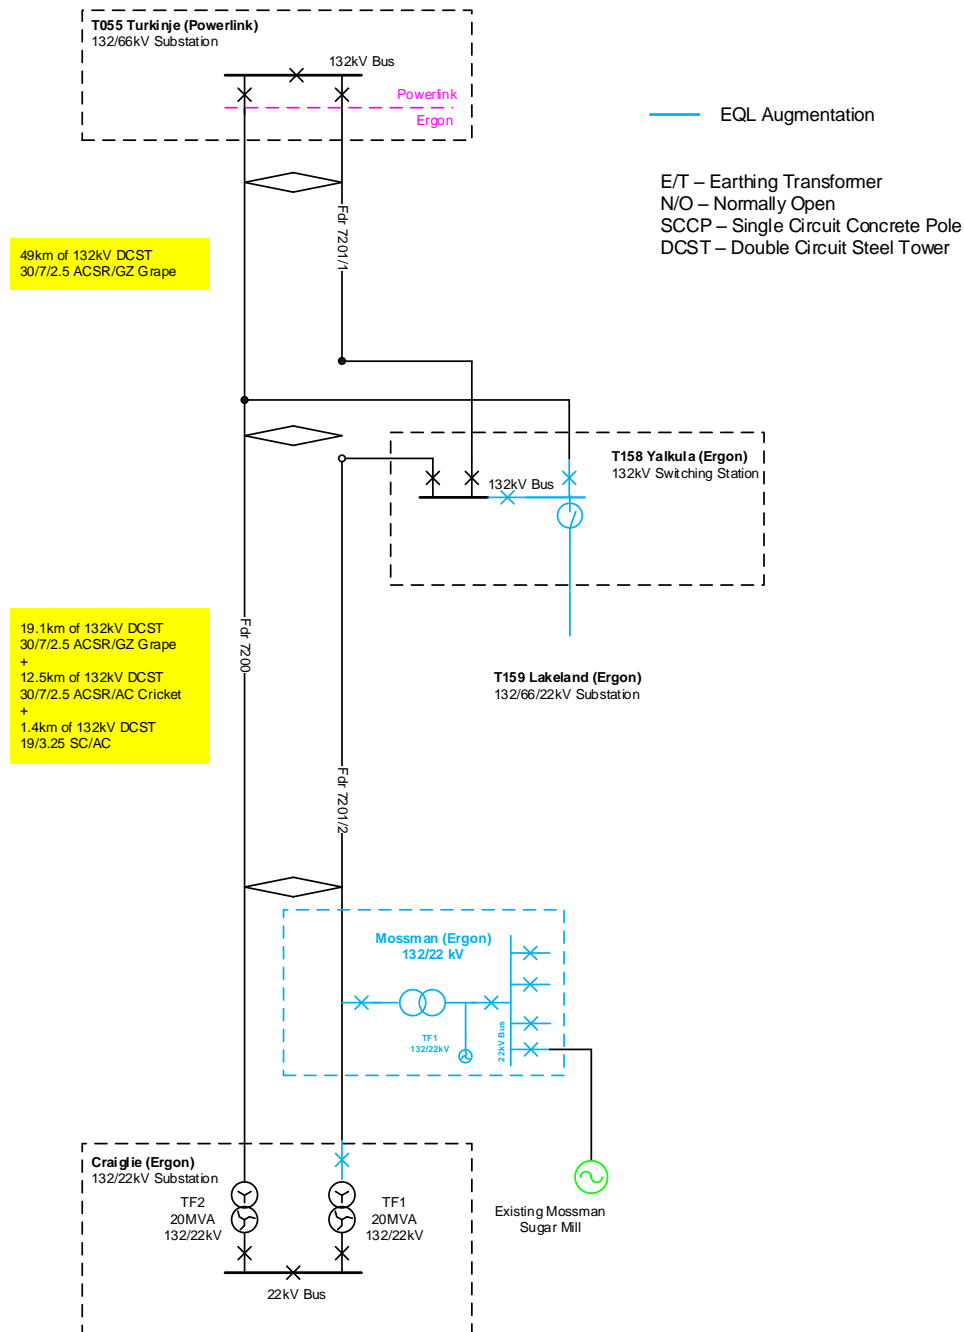 T055 Turkinje (Powerlink)
132/66kV Substation
132kV Bus
Powerlink
Ergon
EQL Augmentation
E/T – Earthing Transformer
N/O – Normally Open
SCCP – Single Circuit Concrete Pole
DCST – Double Circuit Steel Tower
Fdr 7201/1
49km of 132kV DCST
30/7/2.5 ACSR/GZ Grape
T158 Yalkula (Ergon)
132kV Switching Station
132kV Bus
19.1km of 132kV DCST
30/7/2.5 ACSR/GZ Grape
+
12.5km of 132kV DCST
30/7/2.5 ACSR/AC Cricket
+
1.4km of 132kV DCST
19/3.25 SC/AC
Fdr 7200
T159 Lakeland (Ergon)
132/66/22kV Substation
Fdr 7201/2
Mossman (Ergon)
132/22 kV
TF1
132/22kV
22kV Bus
Craiglie (Ergon)
132/22kV Substation
TF2
20MVA
132/22kV
TF1
20MVA
132/22kV
Existing Mossman
Sugar Mill
22kV Bus